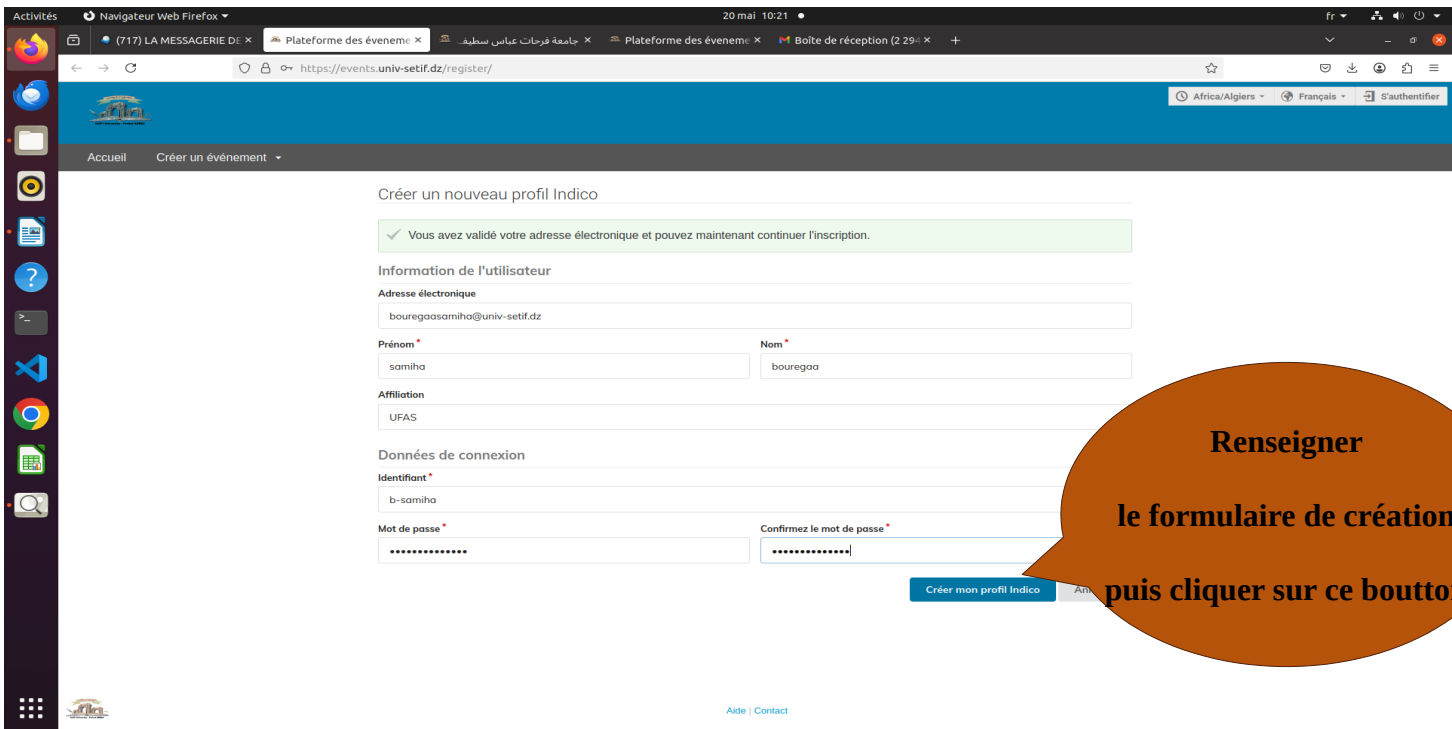 Activités
Navigateur Web Firefox
20 mai 10:21
fr
(717) LA MESSAGERIE DE
Plateforme des éveneme
جامعة فرحات عباس سطيف
Plateforme des éveneme
Boîte de réception (2 294
https://events.univ-setif.dz/register/
Africa/Algiers
Français
S'authentifier
Accueil
Créer un événement
Créer un nouveau profil Indico
Vous avez validé votre adresse électronique et pouvez maintenant continuer l'inscription.
Information de l'utilisateur
Adresse électronique
bouregaasamiha@univ-setif.dz
Prénom *
Nom *
samiha
bouregaa
Affiliation
UFAS
Données de connexion
Identifiant *
b-samiha
Mot de passe *
Confirmez le mot de passe *
••••••••••••••
••••••••••••••
Créer mon profil Indico
Renseigner
le formulaire de création
puis cliquer sur ce boutto
Aide | Contact